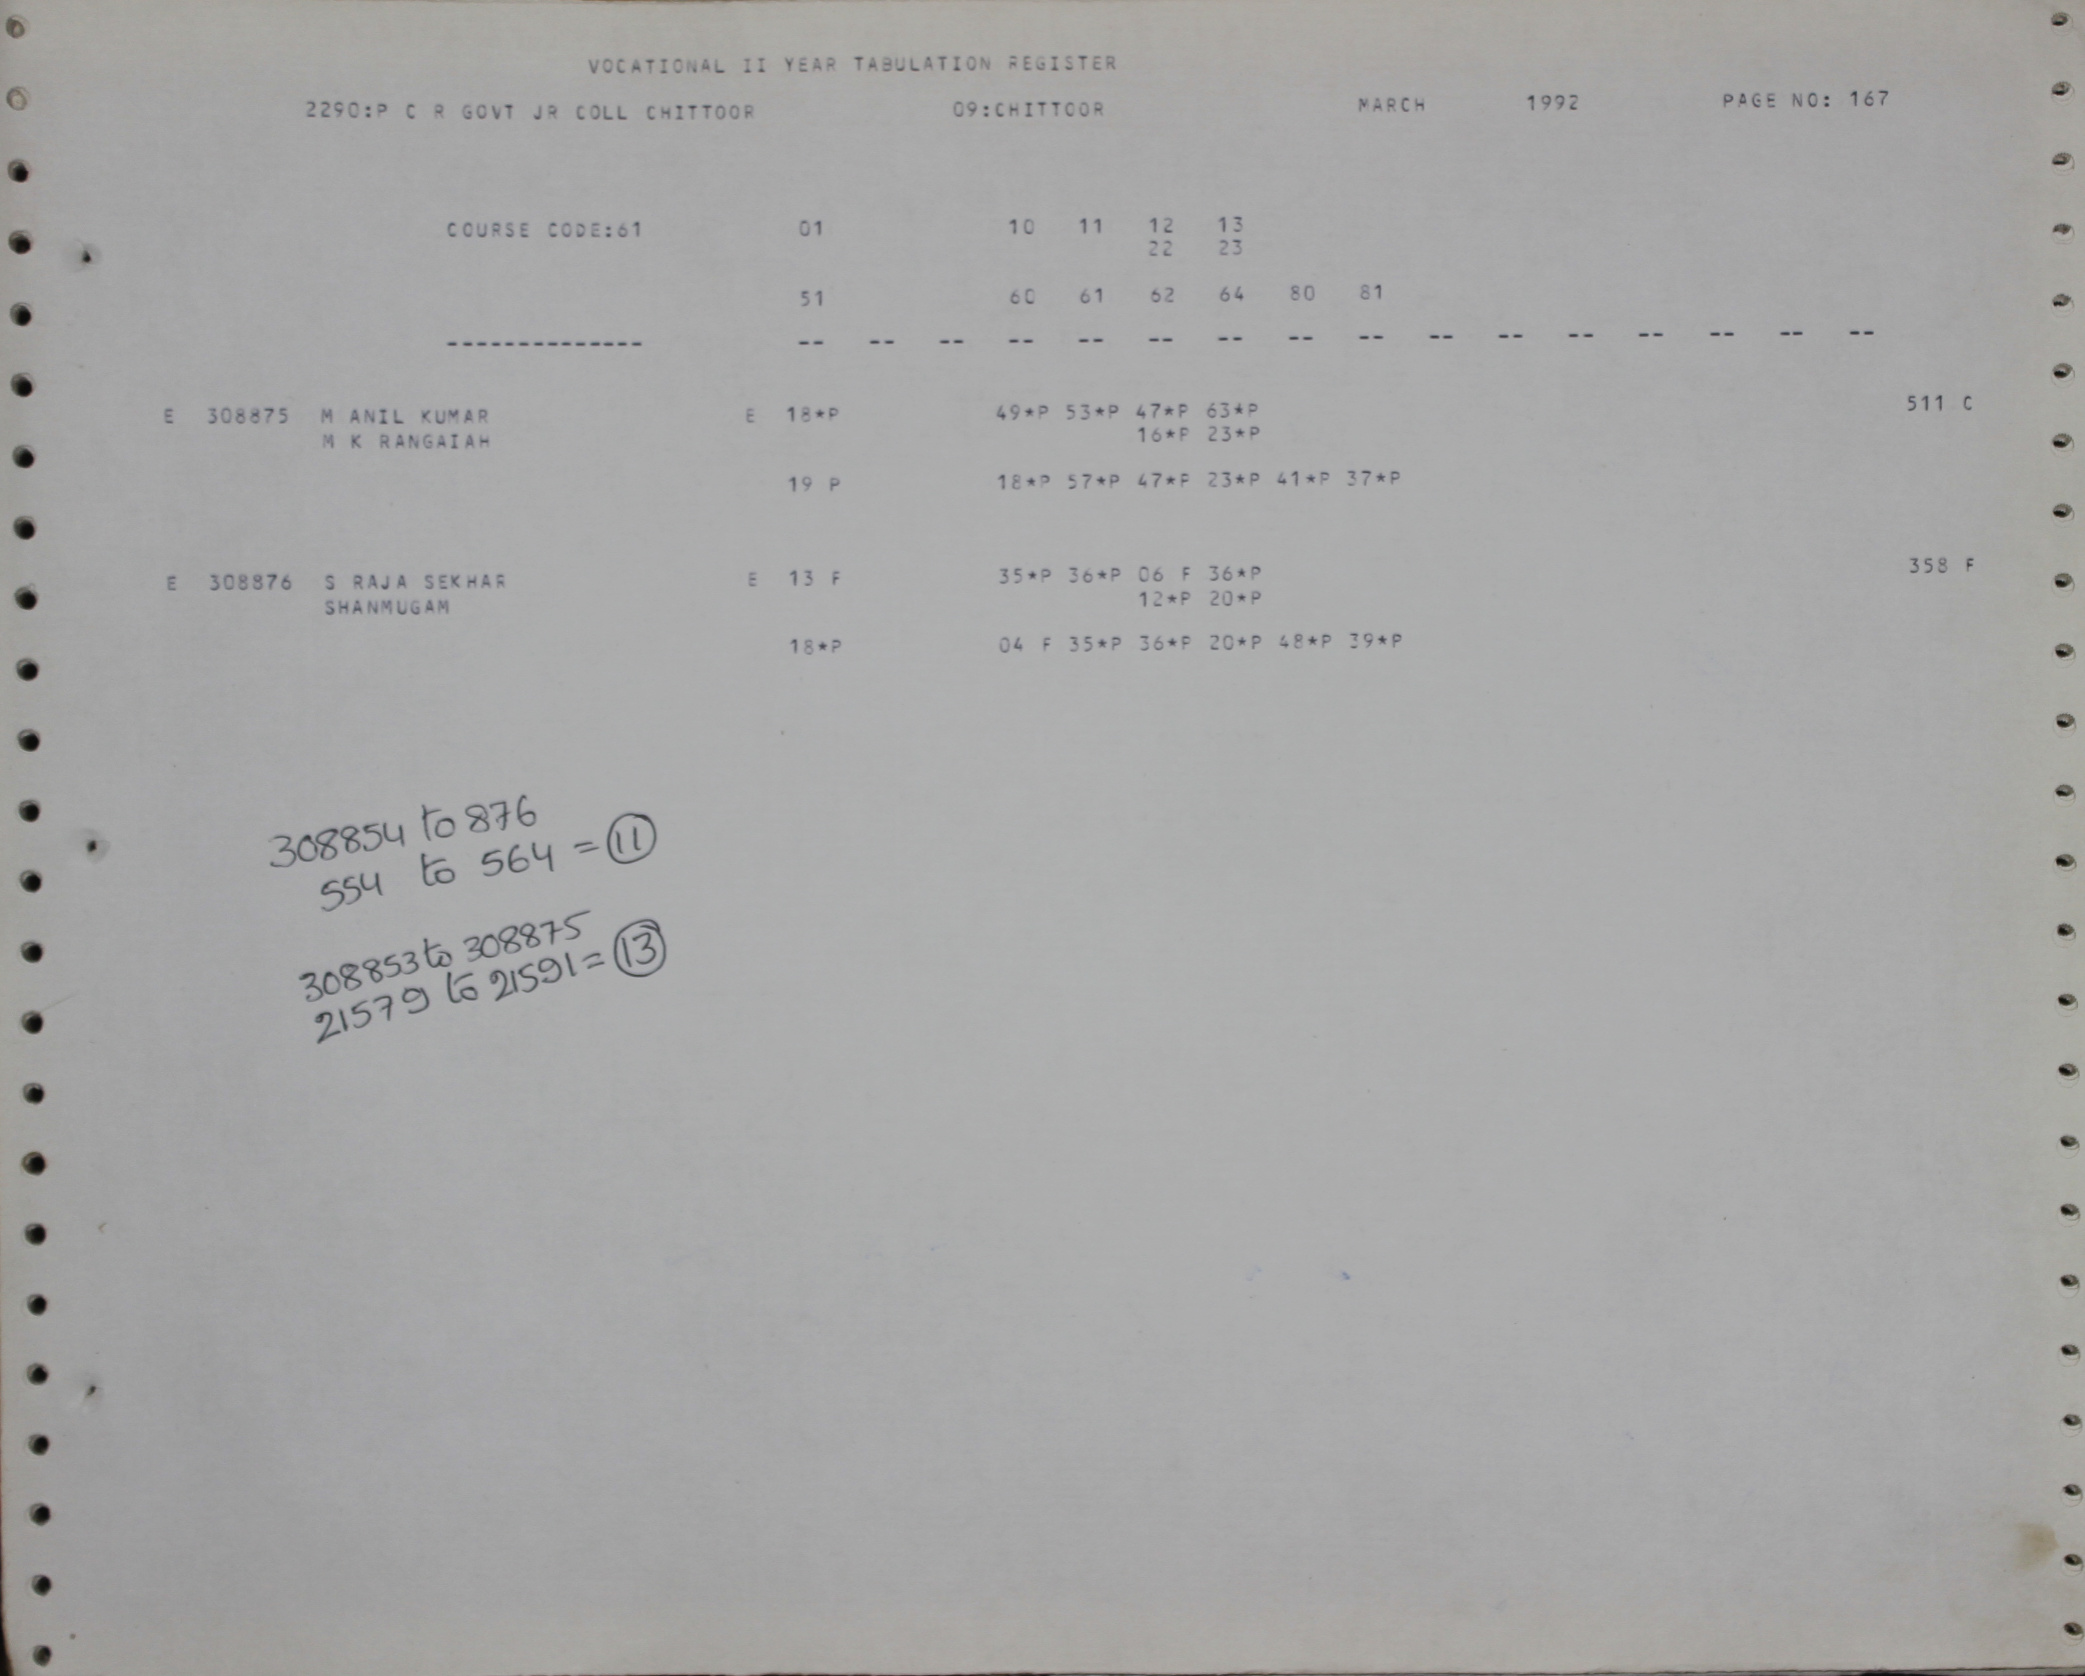 VOCATIONAL II YEAR TABULATION REGISTER
2290:P C R GOVT JR COLL CHITTOOR 09:CHITTOOR MARCH 1992 PAGE NO: 167
COURSE CODE:61 01 10 11 12 13
22 23
51 60 61 62 64 80 81
-------------- -- -- -- -- -- -- -- -- -- -- -- -- -- -- -- --
E 308875 M ANIL KUMAR E 18*P 49*P 53*P 47*P 63*P 511 C
M K RANGAIAH 16*P 23*P
19 P 18*P 57*P 47*P 23*P 41*P 37*P
E 308876 S RAJA SEKHAR E 13 F 35*P 36*P 06 F 36*P 358 F
SHANMUGAM 12*P 20*P
18*P 04 F 35*P 36*P 20*P 48*P 39*P
308854 to 876
554 to 564 = 11
308853 to 308875
21579 to 21591 = 13